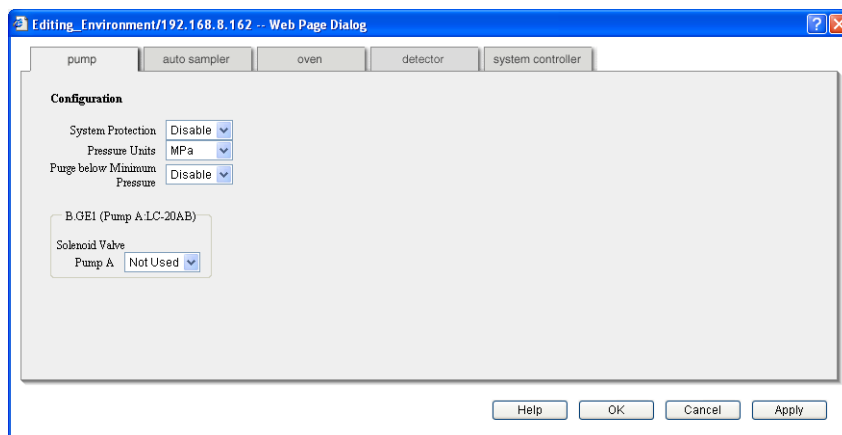 Editing_Environment/192.168.8.162 -- Web Page Dialog
pump auto sampler oven detector system controller
Configuration
System Protection Disable
Pressure Units MPa
Purge below Minimum
Pressure Disable
B.GE1 (Pump A:LC-20AB)
Solenoid Valve
Pump A Not Used
Help OK Cancel Apply